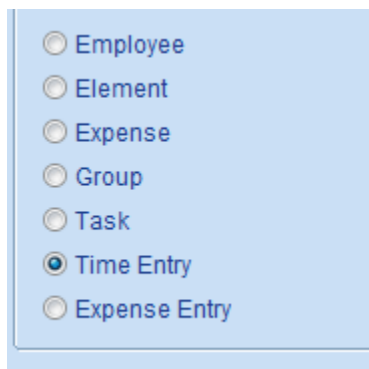 Employee
Element
Expense
Group
Task
Time Entry
Expense Entry